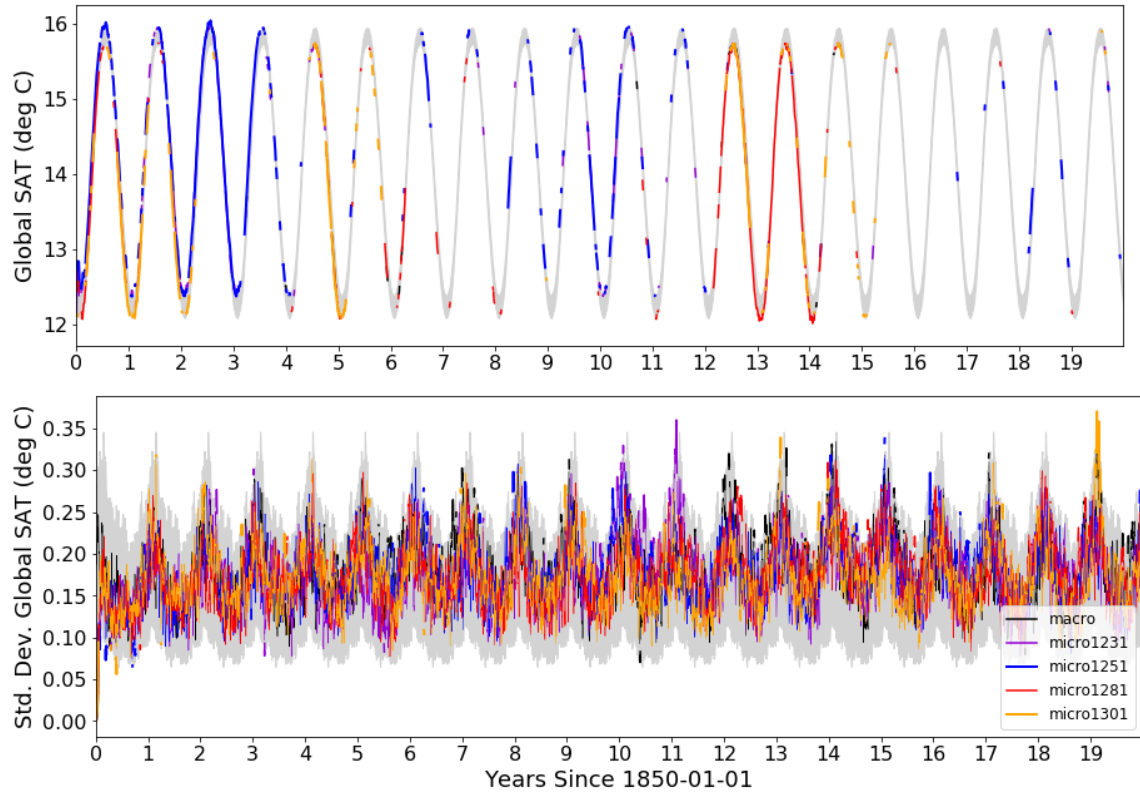 Global SAT (deg C)
16
15
14
13
12
0 1 2 3 4 5 6 7 8 9 10 11 12 13 14 15 16 17 18 19
Std. Dev. Global SAT (deg C)
0.35
0.30
0.25
0.20
0.15
0.10
0.05
0.00
macro
micro1231
micro1251
micro1281
micro1301
0 1 2 3 4 5 6 7 8 9 10 11 12 13 14 15 16 17 18 19
Years Since 1850-01-01